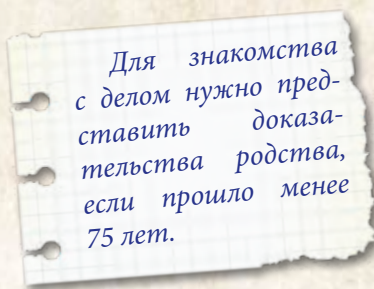 Для знакомства
с делом нужно пред-
ставить доказа-
тельства родства,
если прошло менее
75 лет.